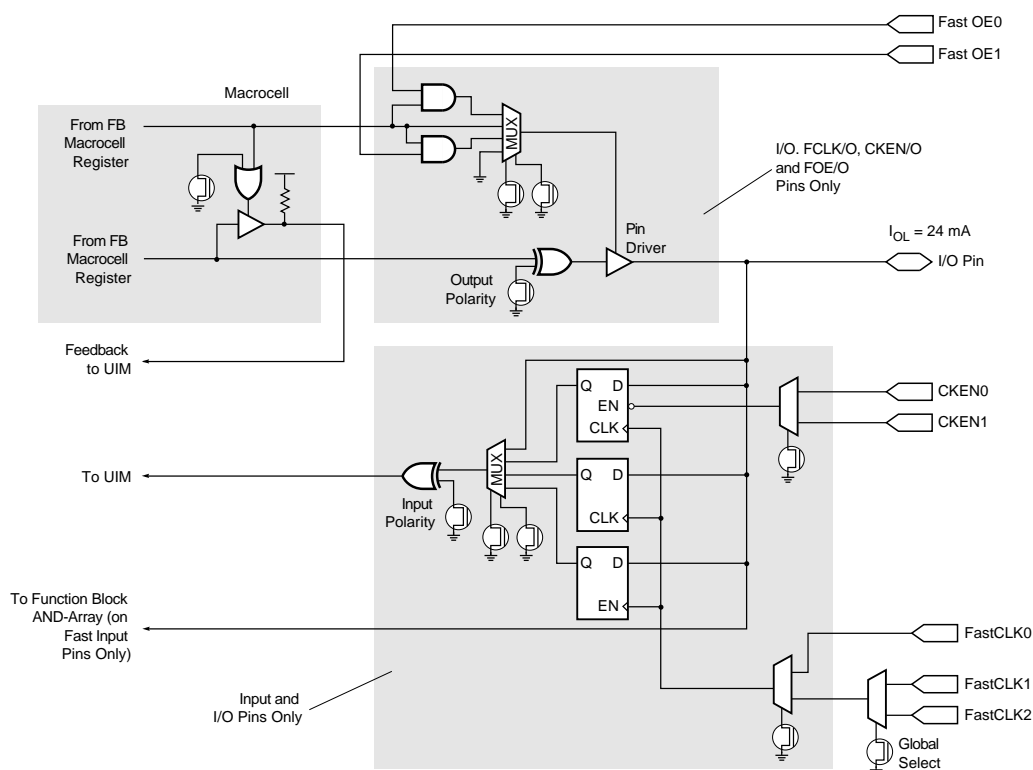 Fast OE0
Fast OE1
Macrocell
From FB
Macrocell
Register
MUX
I/O. FCLK/O, CKEN/O
and FOE/O
Pins Only
From FB
Macrocell
Register
Pin
Driver
IOL = 24 mA
I/O Pin
Output
Polarity
Feedback
to UIM
Q D
EN
CLK
CKEN0
CKEN1
To UIM
MUX
Input
Polarity
Q D
CLK
Q D
EN
To Function Block
AND-Array (on
Fast Input
Pins Only)
FastCLK0
Input and
I/O Pins Only
FastCLK1
FastCLK2
Global
Select